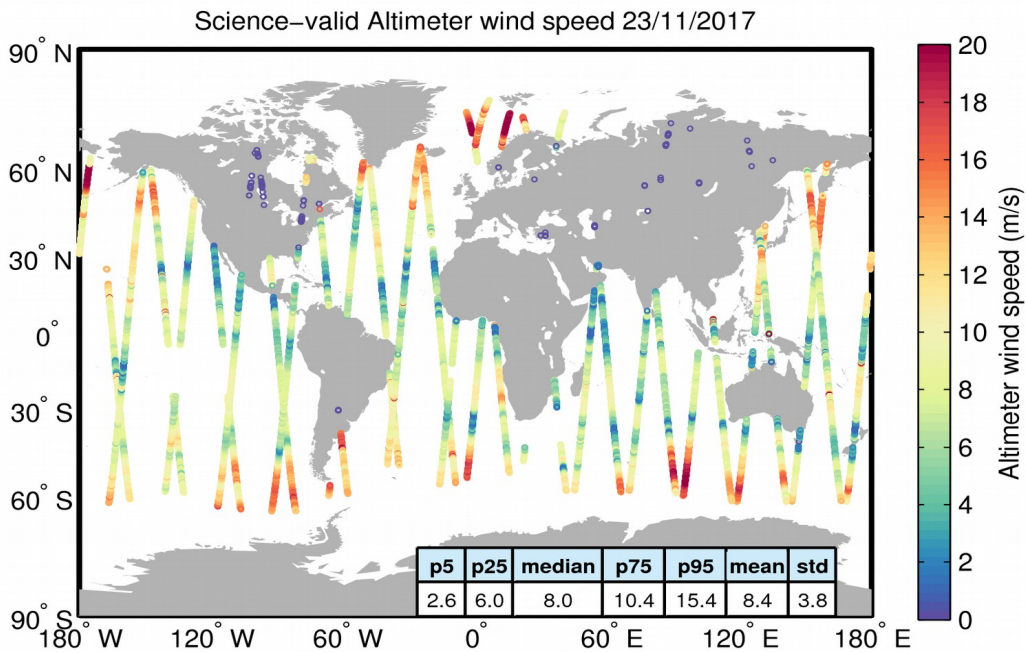 Science-valid Altimeter wind speed 23/11/2017
90° N
60° N
30° N
0°
30° S
60° S
90° S
180° W
120° W
60° W
0°
60° E
120° E
180° E
p5 p25 median p75 p95 mean std
2.6 6.0 8.0 10.4 15.4 8.4 3.8
20
18
16
14
12
10
8
6
4
2
0
Altimeter wind speed (m/s)